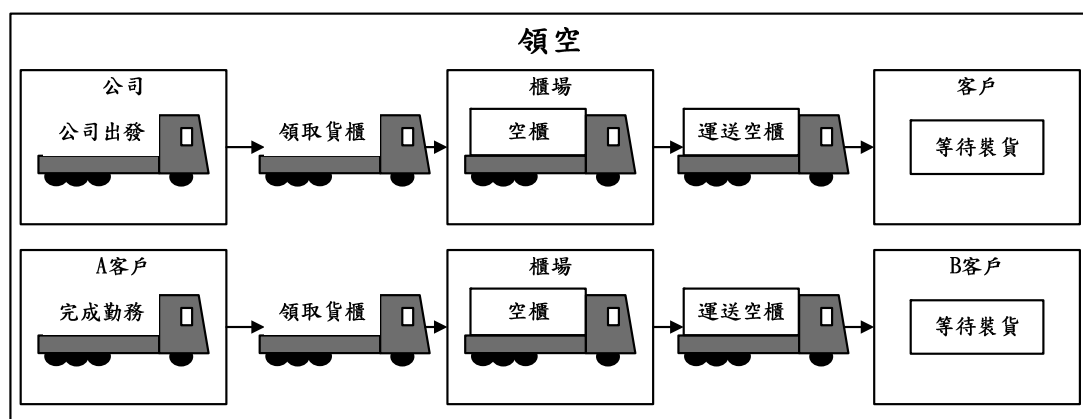 領空
公司
櫃場
客戶
公司出發
領取貨櫃
空櫃
運送空櫃
等待裝貨
A客戶
櫃場
B客戶
完成勤務
領取貨櫃
空櫃
運送空櫃
等待裝貨